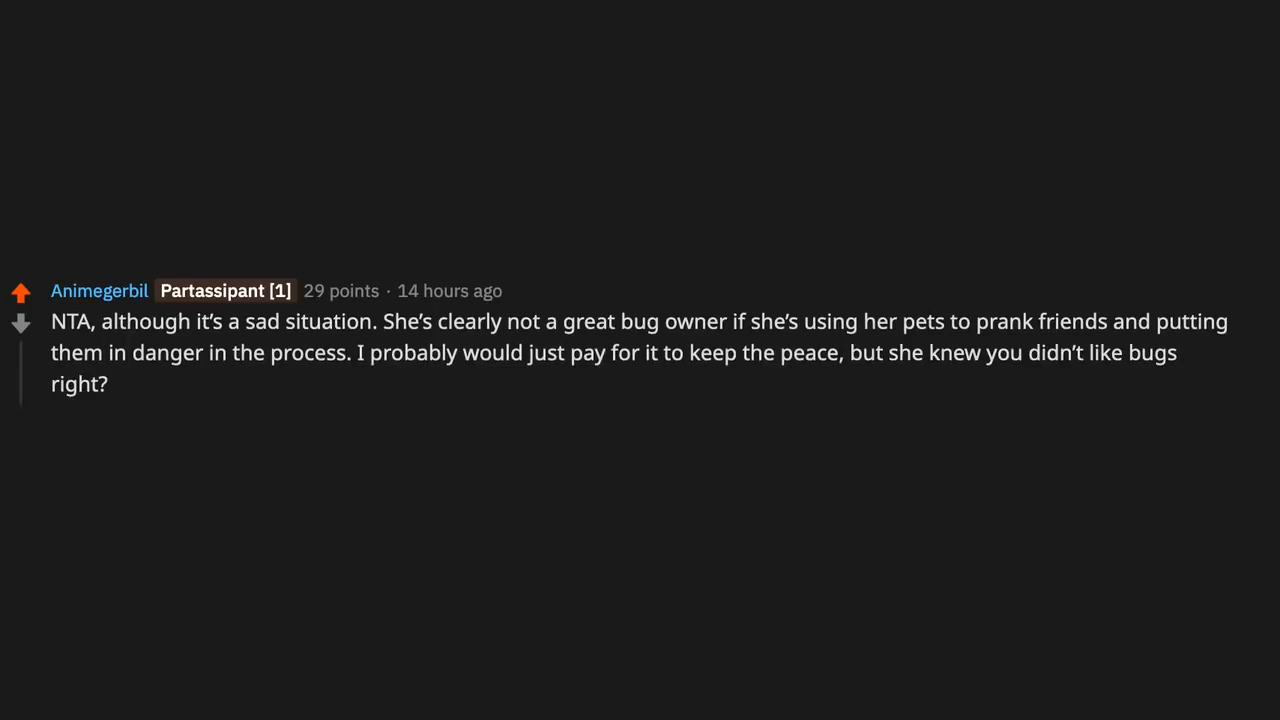 Animegerbil Partassipant [1] 29 points · 14 hours ago
NTA, although it’s a sad situation. She’s clearly not a great bug owner if she’s using her pets to prank friends and putting
them in danger in the process. I probably would just pay for it to keep the peace, but she knew you didn’t like bugs
right?